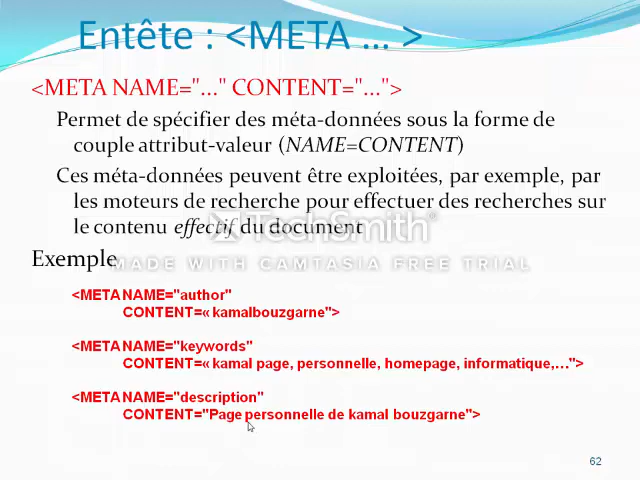 Entête : <META … >
<META NAME="…" CONTENT="…">
Permet de spécifier des méta-données sous la forme de
couple attribut-valeur (NAME=CONTENT)
Ces méta-données peuvent être exploitées, par exemple, par
les moteurs de recherche pour effectuer des recherches sur
le contenu effectif du document
TechSmith®
Exemple
MADE WITH CAMTASIA FREE TRIAL
<META NAME="author"
CONTENT=« kamalbouzgarne">
<META NAME="keywords"
CONTENT=« kamal page, personnelle, homepage, informatique,…">
<META NAME="description"
CONTENT="Page personnelle de kamal bouzgarne">
62